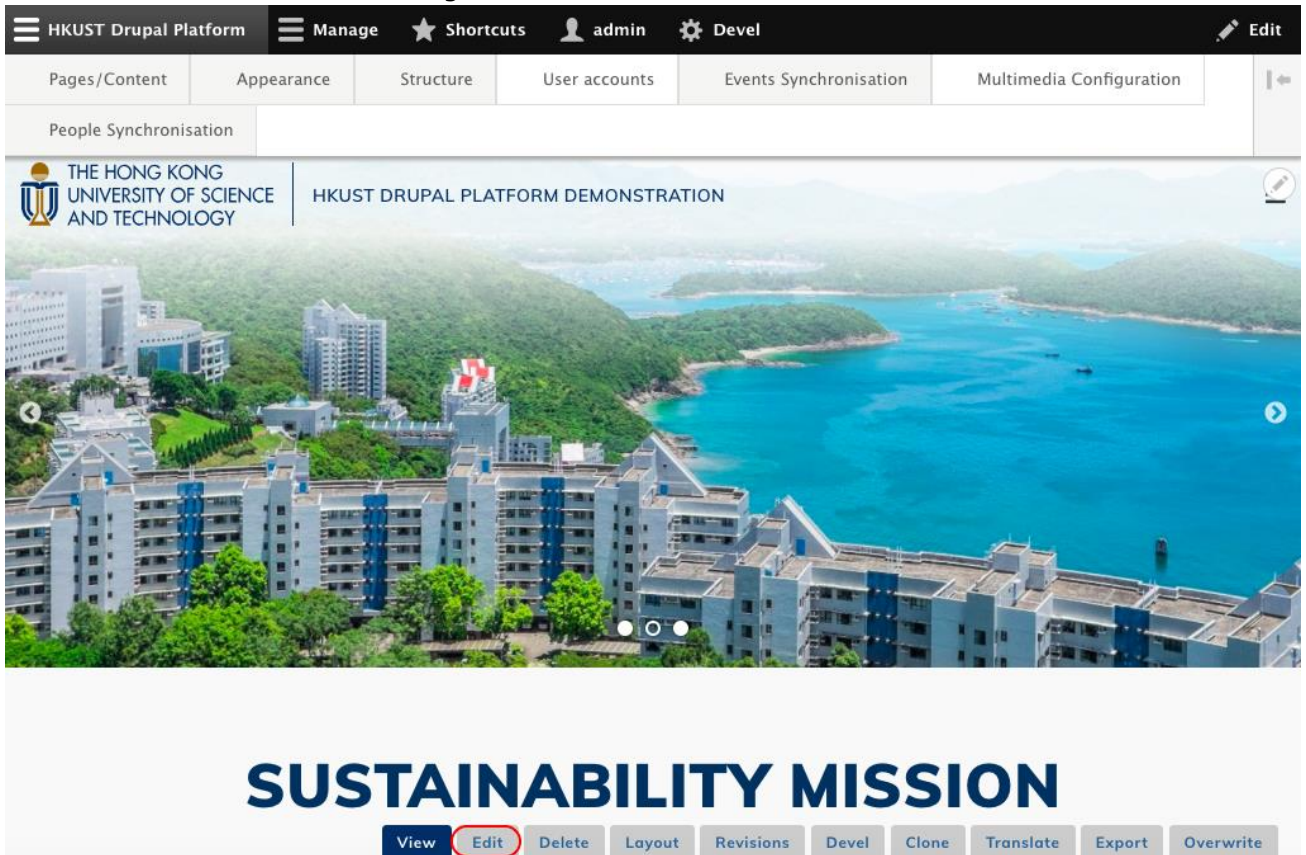 HKUST Drupal Platform Manage Shortcuts admin Devel Edit
Pages/Content Appearance Structure User accounts Events Synchronisation Multimedia Configuration
People Synchronisation
THE HONG KONG
UNIVERSITY OF SCIENCE
AND TECHNOLOGY
HKUST DRUPAL PLATFORM DEMONSTRATION
SUSTAINABILITY MISSION
View Edit Delete Layout Revisions Devel Clone Translate Export Overwrite